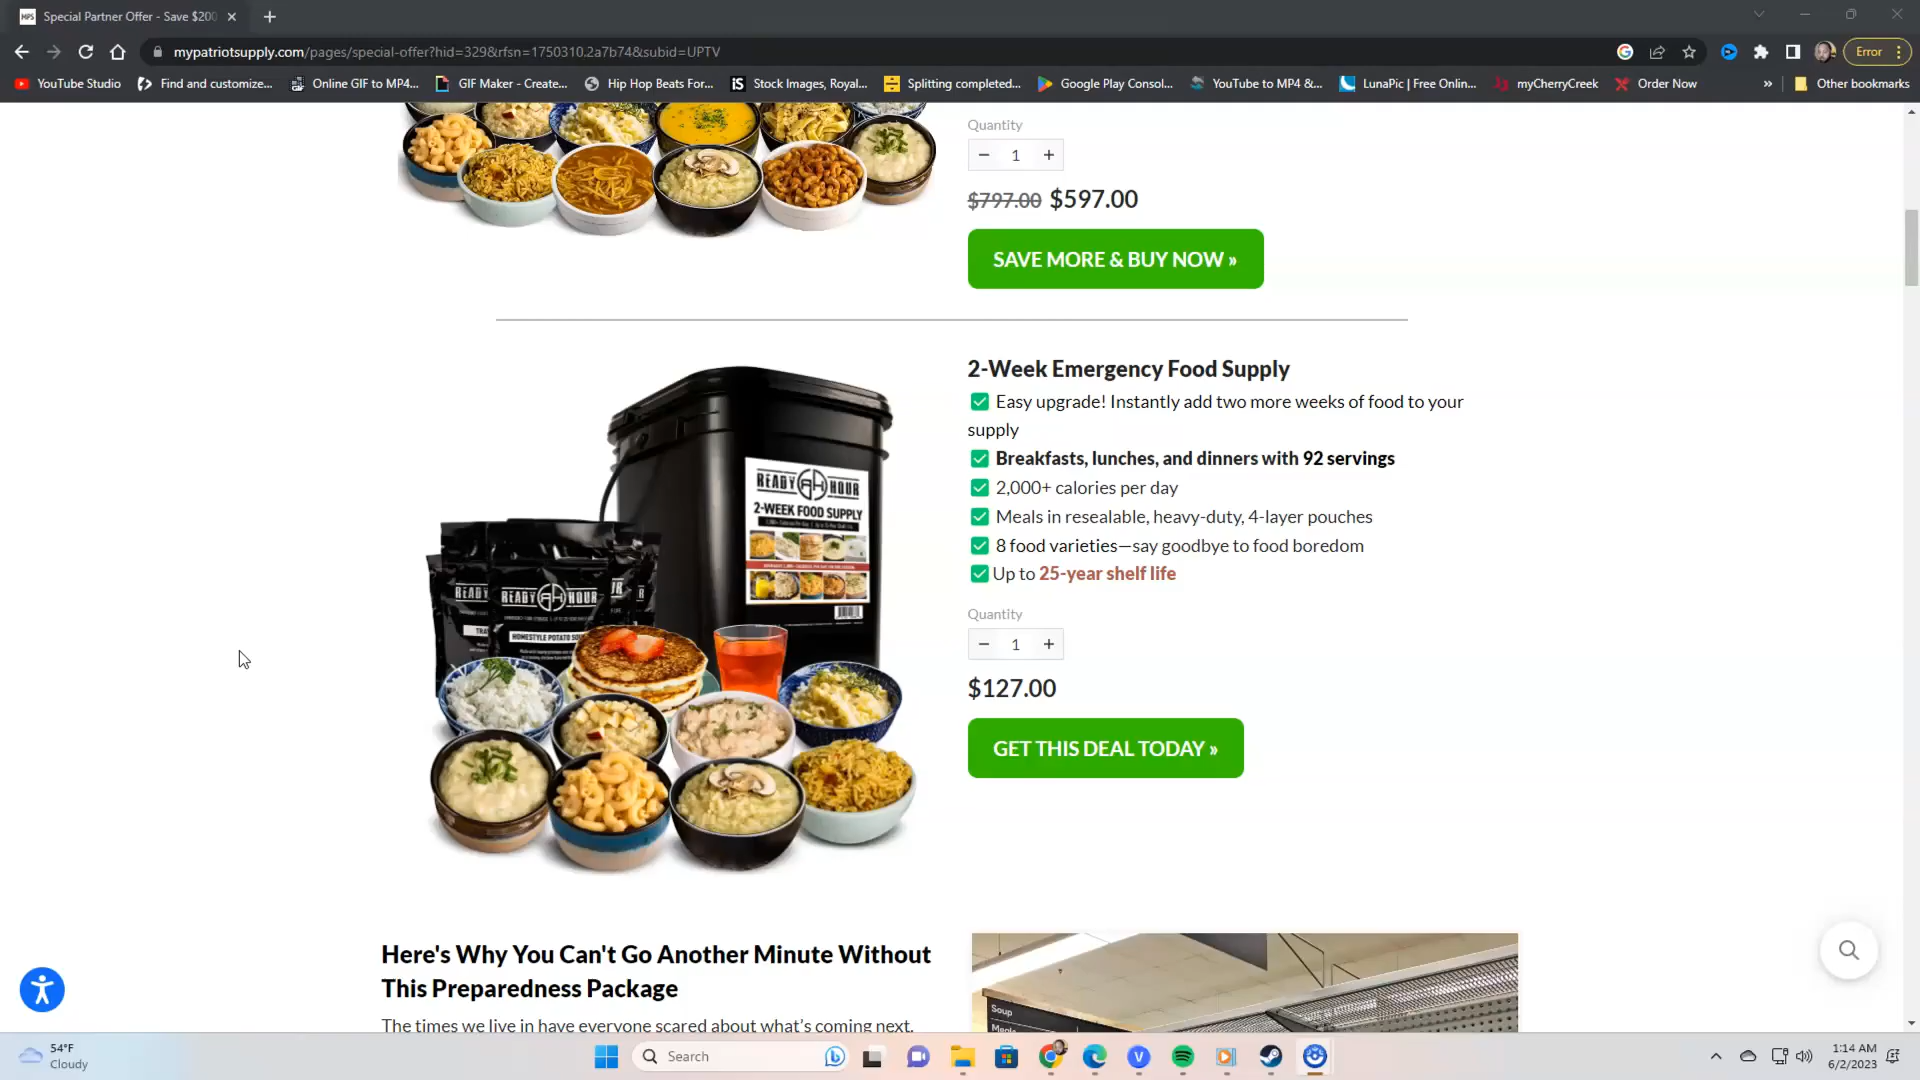 Special Partner Offer - Save $200
mypatriotsupply.com/pages/special-offer?hid=329&rfsn=1750310.2a7b74&subid=UPTV
Error
YouTube Studio
Find and customize...
Online GIF to MP4...
GIF Maker - Create...
Hip Hop Beats For...
Stock Images, Royal...
Splitting completed...
Google Play Consol...
YouTube to MP4 &...
LunaPic | Free Onlin...
myCherryCreek
Order Now
»
Other bookmarks
Quantity
− 1 +
$797.00 $597.00
SAVE MORE & BUY NOW »
READY HOUR
2-WEEK FOOD SUPPLY
READY HOUR
HOMESTYLE POTATO SOUP
2-Week Emergency Food Supply
Easy upgrade! Instantly add two more weeks of food to your
supply
Breakfasts, lunches, and dinners with 92 servings
2,000+ calories per day
Meals in resealable, heavy-duty, 4-layer pouches
8 food varieties—say goodbye to food boredom
Up to 25-year shelf life
Quantity
− 1 +
$127.00
GET THIS DEAL TODAY »
Here's Why You Can't Go Another Minute Without
This Preparedness Package
The times we live in have everyone scared about what's coming next.
Soup
54°F
Cloudy
Search
1:14 AM
6/2/2023